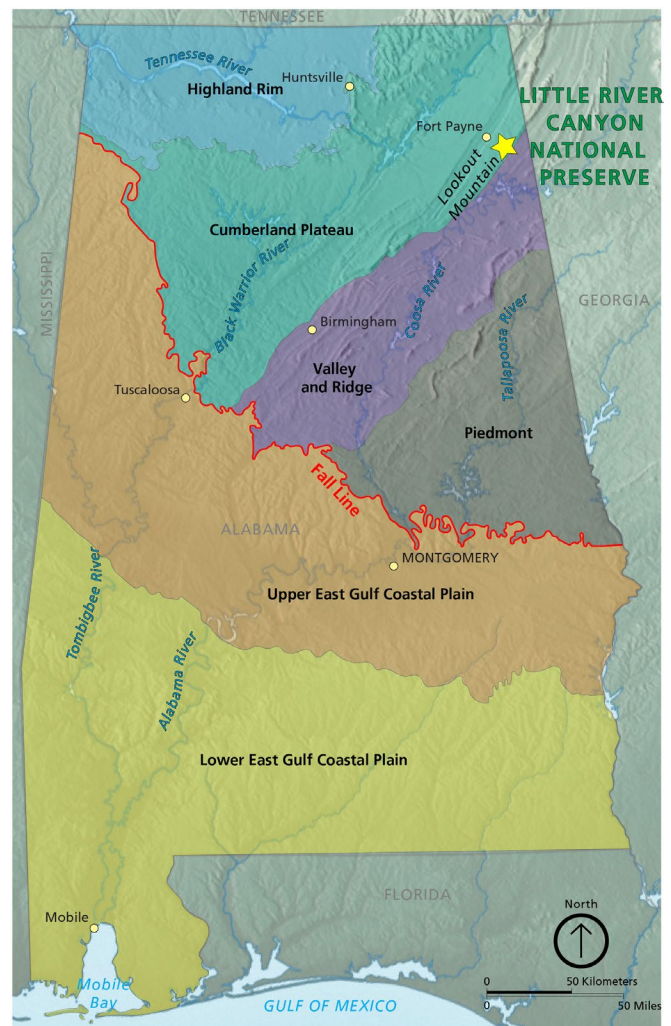 TENNESSEE
Tennessee River
Huntsville
Highland Rim
LITTLE RIVER
CANYON
NATIONAL
PRESERVE
Fort Payne
Lookout
Mountain
Cumberland Plateau
Black Warrior River
MISSISSIPPI
GEORGIA
Coosa River
Tallapoosa River
Birmingham
Valley
and Ridge
Tuscaloosa
Piedmont
Fall Line
ALABAMA
MONTGOMERY
Upper East Gulf Coastal Plain
Tombigbee River
Alabama River
Lower East Gulf Coastal Plain
FLORIDA
North
Mobile
Mobile
Bay
GULF OF MEXICO
0 50 Kilometers
0 50 Miles